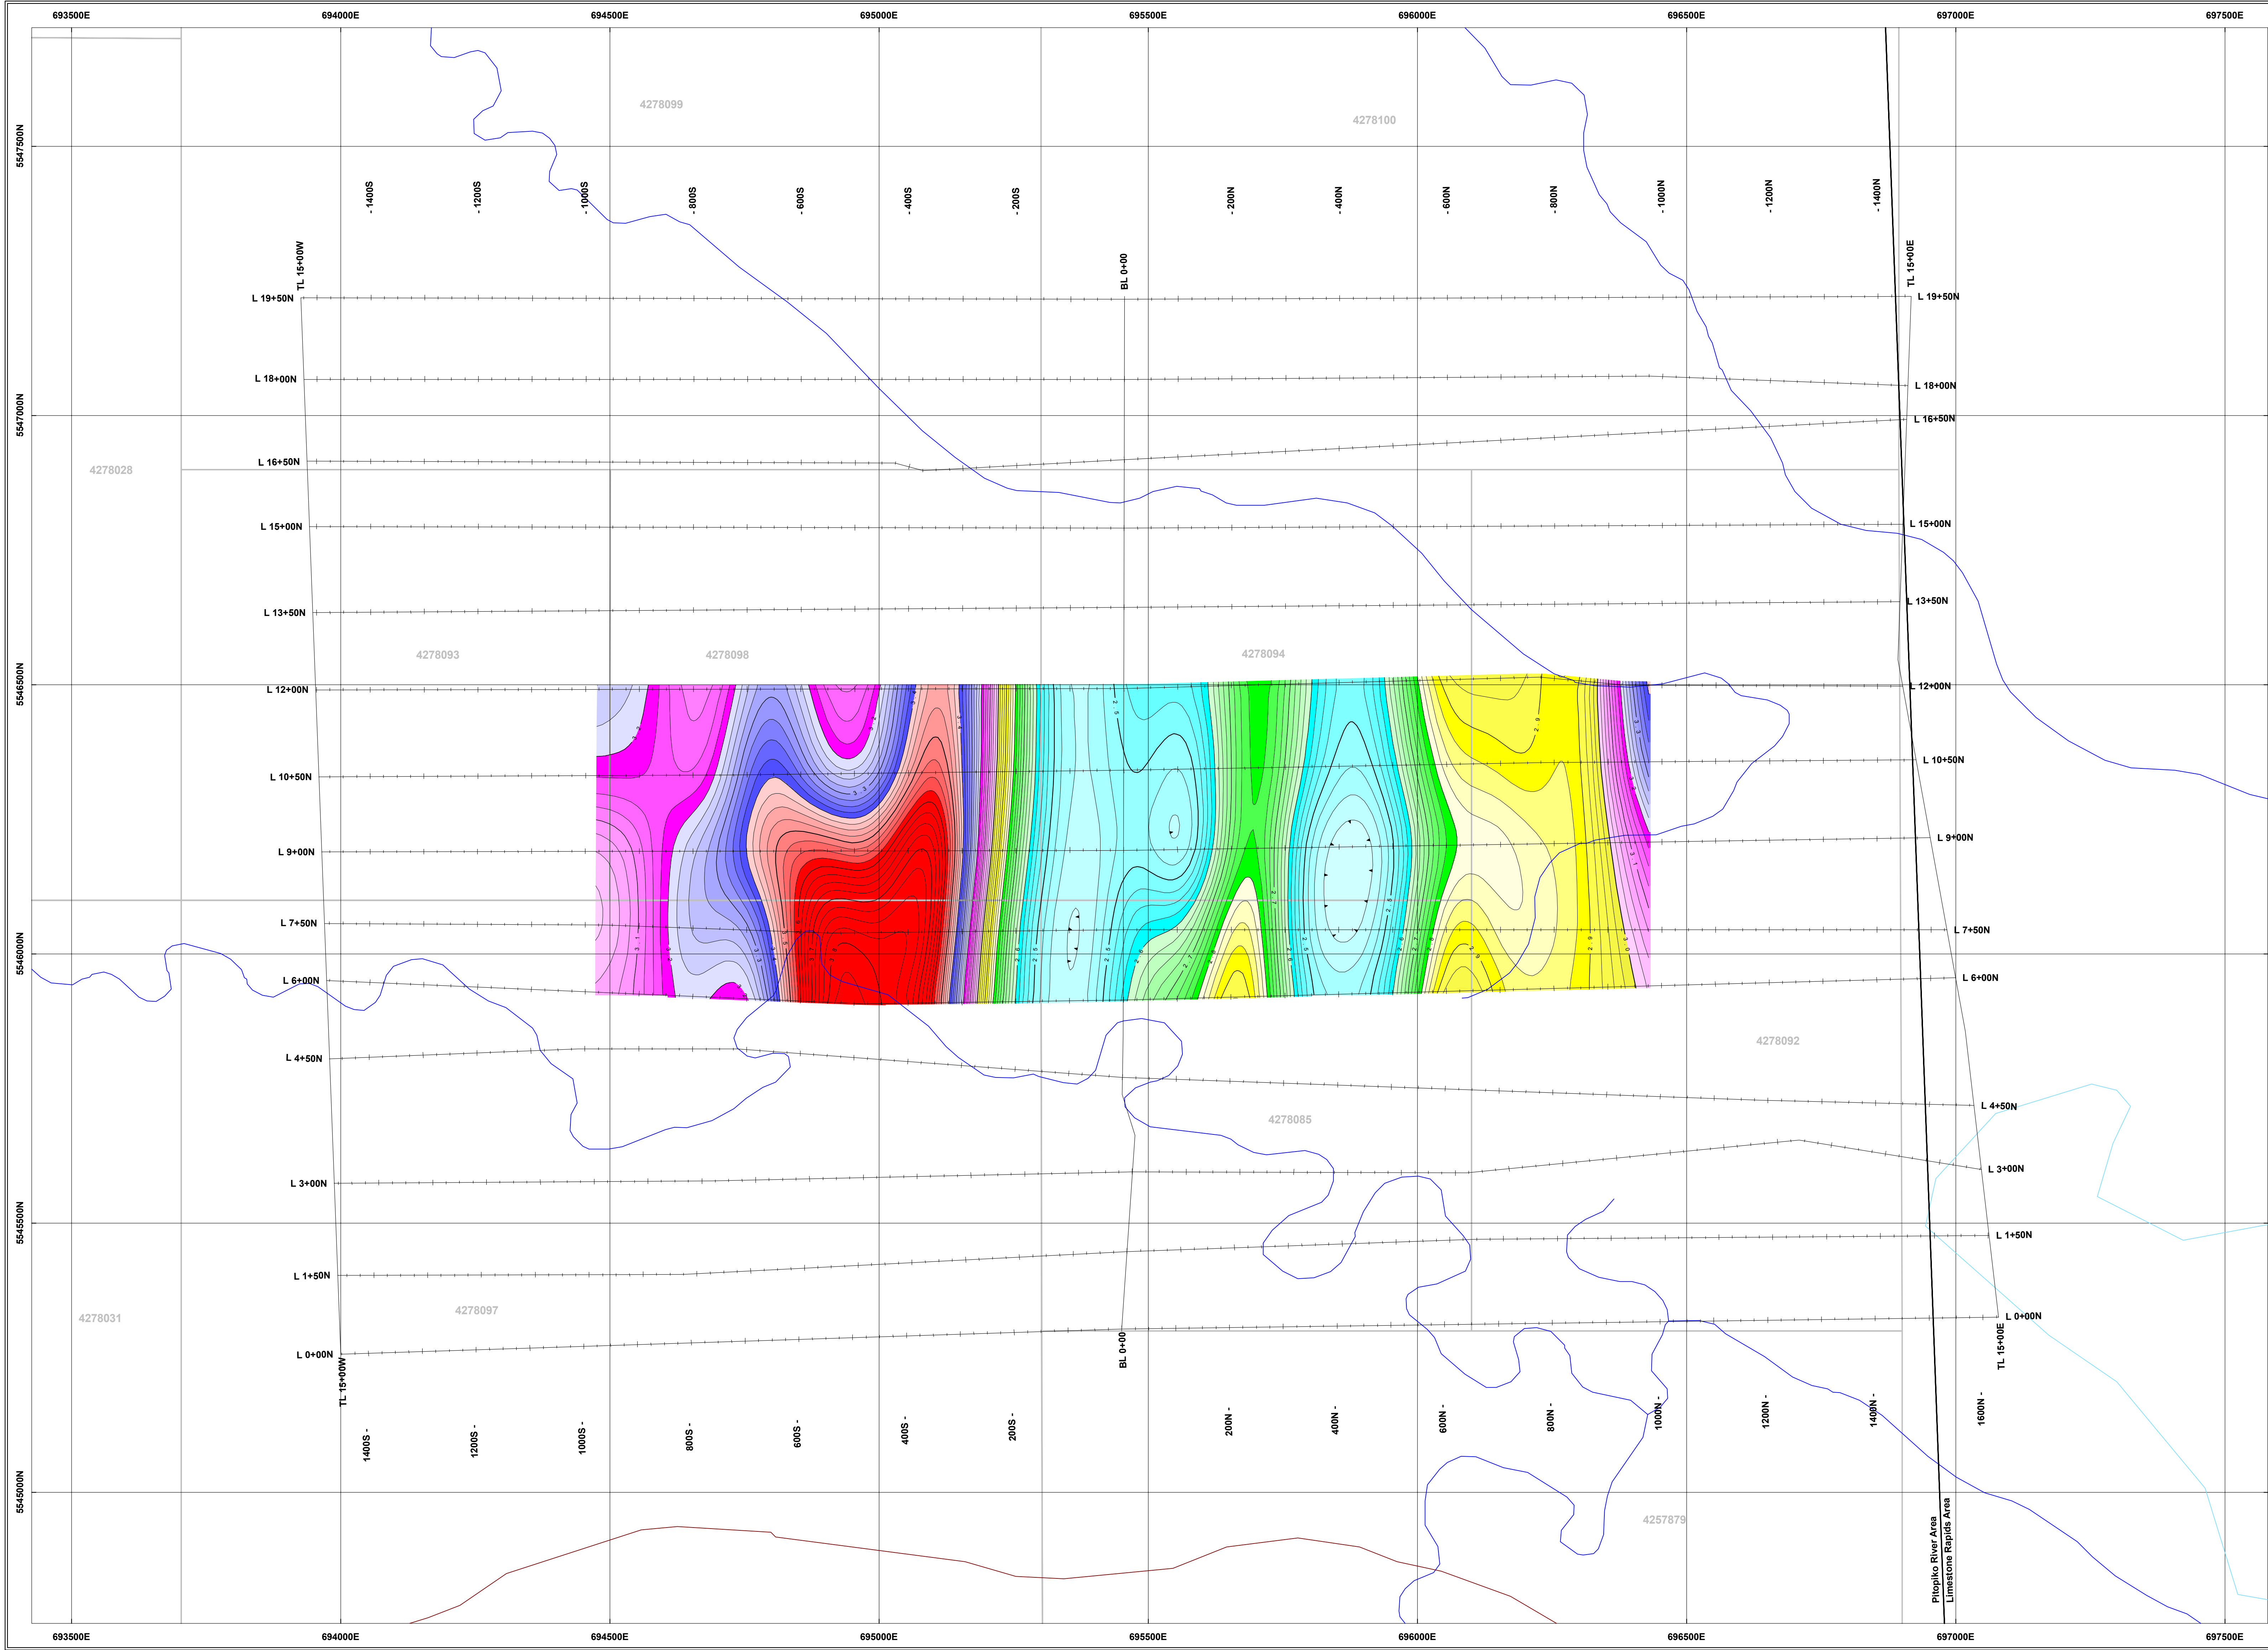 693500E 694000E 694500E 695000E 695500E 696000E 696500E 697000E 697500E
4278099
4278100
5547500N
- 1400S - 1200S - 1000S - 800S - 600S - 400S - 200S - 200N - 400N - 600N - 800N - 1000N - 1200N - 1400N
TL 15+00W BL 0+00 TL 15+00E
L 19+50N L 19+50N
L 18+00N L 18+00N
5547000N
L 16+50N L 16+50N
4278028
L 15+00N L 15+00N
L 13+50N L 13+50N
4278093 4278098 4278094
5546500N
L 12+00N L 12+00N
L 10+50N L 10+50N
L 9+00N L 9+00N
L 7+50N L 7+50N
5546000N
L 6+00N L 6+00N
4278092
L 4+50N L 4+50N
4278085
L 3+00N L 3+00N
5545500N
L 1+50N L 1+50N
4278031 4278097
L 0+00N L 0+00N
TL 15+00W BL 0+00 TL 15+00E
1400S - 1200S - 1000S - 800S - 600S - 400S - 200S - 200N - 400N - 600N - 800N - 1000N - 1200N - 1400N - 1600N -
5545000N
4257879
Pitopiko River Area
Limestone Rapids Area
693500E 694000E 694500E 695000E 695500E 696000E 696500E 697000E 697500E